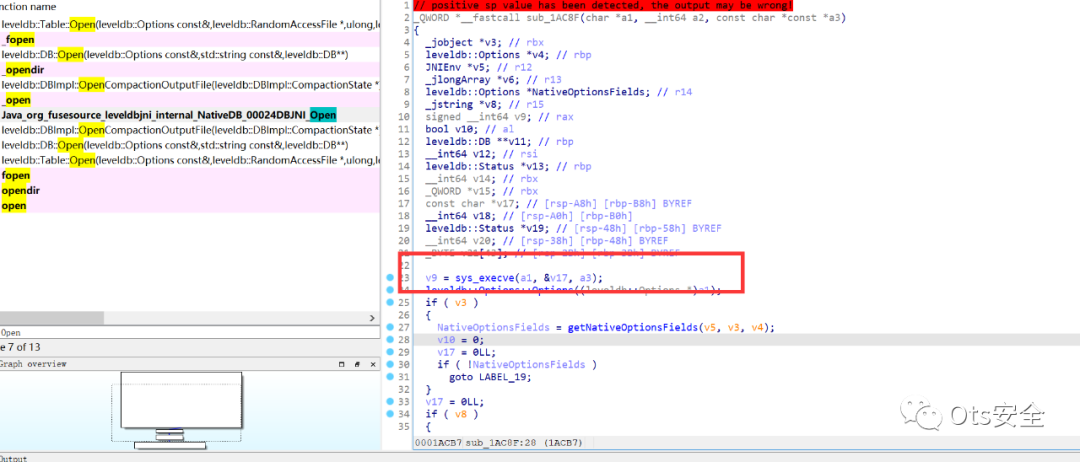 nction name
leveldb::Table::Open(leveldb::Options const&,leveldb::RandomAccessFile *,ulong,l
_fopen
leveldb::DB::Open(leveldb::Options const&,std::string const&,leveldb::DB**)
_opendir
leveldb::DBImpl::OpenCompactionOutputFile(leveldb::DBImpl::CompactionState *
_open
Java_org_fusesource_leveldbjni_internal_NativeDB_00024DBJNI_Open
leveldb::DBImpl::OpenCompactionOutputFile(leveldb::DBImpl::CompactionState *
leveldb::DB::Open(leveldb::Options const&,std::string const&,leveldb::DB**)
leveldb::Table::Open(leveldb::Options const&,leveldb::RandomAccessFile *,ulong,le
fopen
opendir
open
Open
e 7 of 13
Graph overview
1 // positive sp value has been detected, the output may be wrong!
2 _QWORD *__fastcall sub_1AC8F(char *a1, __int64 a2, const char *const *a3)
3 {
4 _jobject *v3; // rbx
5 leveldb::Options *v4; // rbp
6 JNIEnv *v5; // r12
7 _jlongArray *v6; // r13
8 leveldb::Options *NativeOptionsFields; // r14
9 _jstring *v8; // r15
10 signed __int64 v9; // rax
11 bool v10; // al
12 leveldb::DB **v11; // rbp
13 __int64 v12; // rsi
14 leveldb::Status *v13; // rbp
15 __int64 v14; // rbx
16 _QWORD *v15; // rbx
17 const char *v17; // [rsp-A8h] [rbp-B8h] BYREF
18 __int64 v18; // [rsp-A0h] [rbp-B0h]
19 leveldb::Status *v19; // [rsp-48h] [rbp-58h] BYREF
20 __int64 v20; // [rsp-38h] [rbp-48h] BYREF
22
23 v9 = sys_execve(a1, &v17, a3);
24 leveldb::Options::Options((leveldb::Options *)a1);
25 if ( v3 )
26 {
27 NativeOptionsFields = getNativeOptionsFields(v5, v3, v4);
28 v10 = 0;
29 v17 = 0LL;
30 if ( !NativeOptionsFields )
31 goto LABEL_19;
32 }
33 v17 = 0LL;
34 if ( v8 )
35 {
0001ACB7 sub_1AC8F:28 (1ACB7)
Output
Ots安全